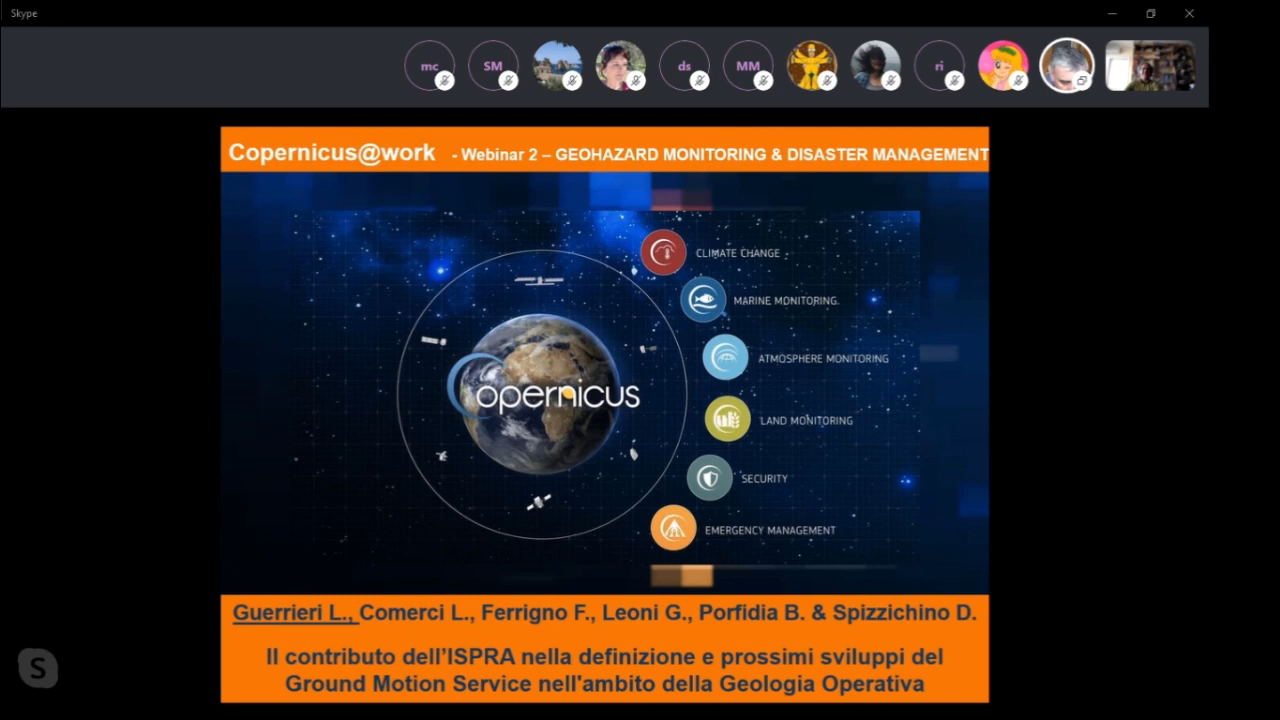 Skype
mc
SM
ds
MM
ri
Copernicus@work - Webinar 2 – GEOHAZARD MONITORING & DISASTER MANAGEMENT
CLIMATE CHANGE
MARINE MONITORING
ATMOSPHERE MONITORING
opernicus
LAND MONITORING
SECURITY
EMERGENCY MANAGEMENT
Guerrieri L., Comerci L., Ferrigno F., Leoni G., Porfidia B. & Spizzichino D.
Il contributo dell’ISPRA nella definizione e prossimi sviluppi del
Ground Motion Service nell'ambito della Geologia Operativa
S